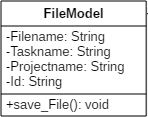 FileModel
-Filename: String
-Taskname: String
-Projectname: String
-Id: String
+save_File(): void